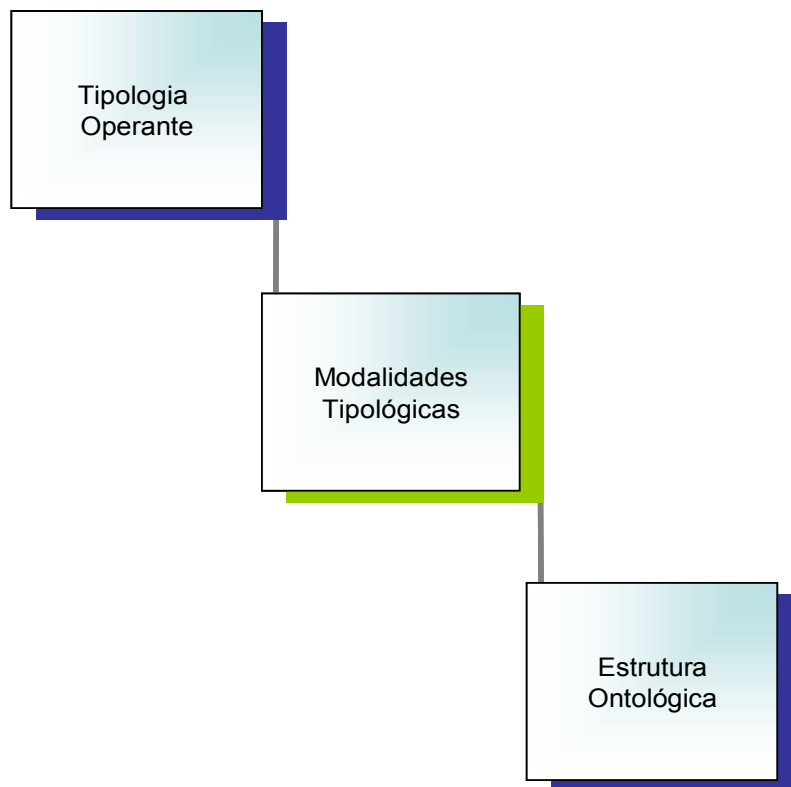 Tipologia
Operante
Modalidades
Tipológicas
Estrutura
Ontológica